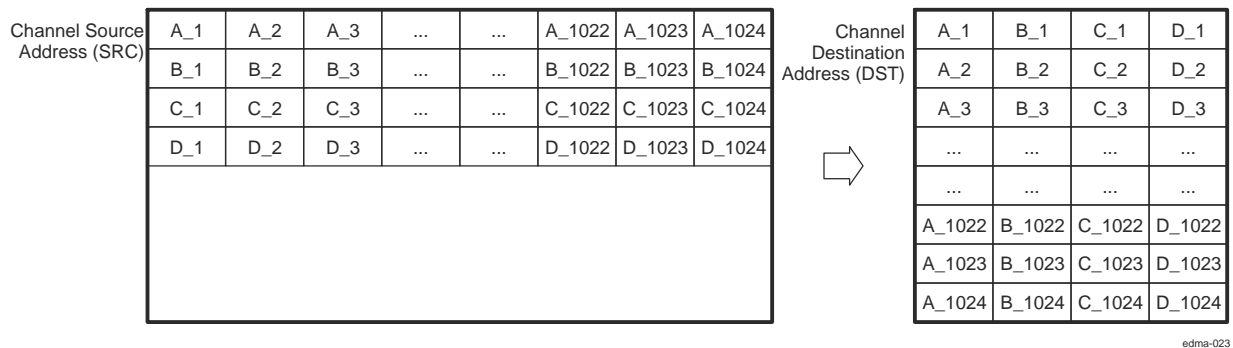 Channel Source
Address (SRC)
A_1 A_2 A_3 ... ... A_1022 A_1023 A_1024
B_1 B_2 B_3 ... ... B_1022 B_1023 B_1024
C_1 C_2 C_3 ... ... C_1022 C_1023 C_1024
D_1 D_2 D_3 ... ... D_1022 D_1023 D_1024
Channel
Destination
Address (DST)
A_1 B_1 C_1 D_1
A_2 B_2 C_2 D_2
A_3 B_3 C_3 D_3
... ... ... ...
... ... ... ...
A_1022 B_1022 C_1022 D_1022
A_1023 B_1023 C_1023 D_1023
A_1024 B_1024 C_1024 D_1024
edma-023